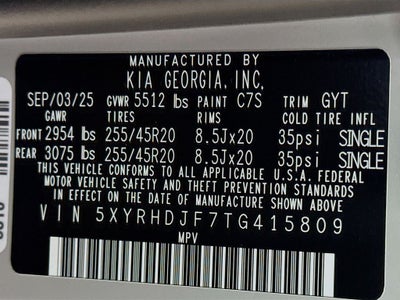 MANUFACTURED BY
KIA GEORGIA, INC.
SEP/03/25 GVWR 5512 lbs PAINT C7S TRIM GYT
GAWR TIRES RIMS COLD TIRE INFL
FRONT 2954 lbs 255/45R20 8.5Jx20 35psi SINGLE
REAR 3075 lbs 255/45R20 8.5Jx20 35psi SINGLE
THIS VEHICLE CONFORMS TO ALL APPLICABLE U.S.A. FEDERAL
MOTOR VEHICLE SAFETY AND THEFT PREVENTION STANDARDS
IN EFFECT ON THE DATE OF MANUFACTURE SHOWN ABOVE
VIN 5XYRHDJF7TG415809
MPV